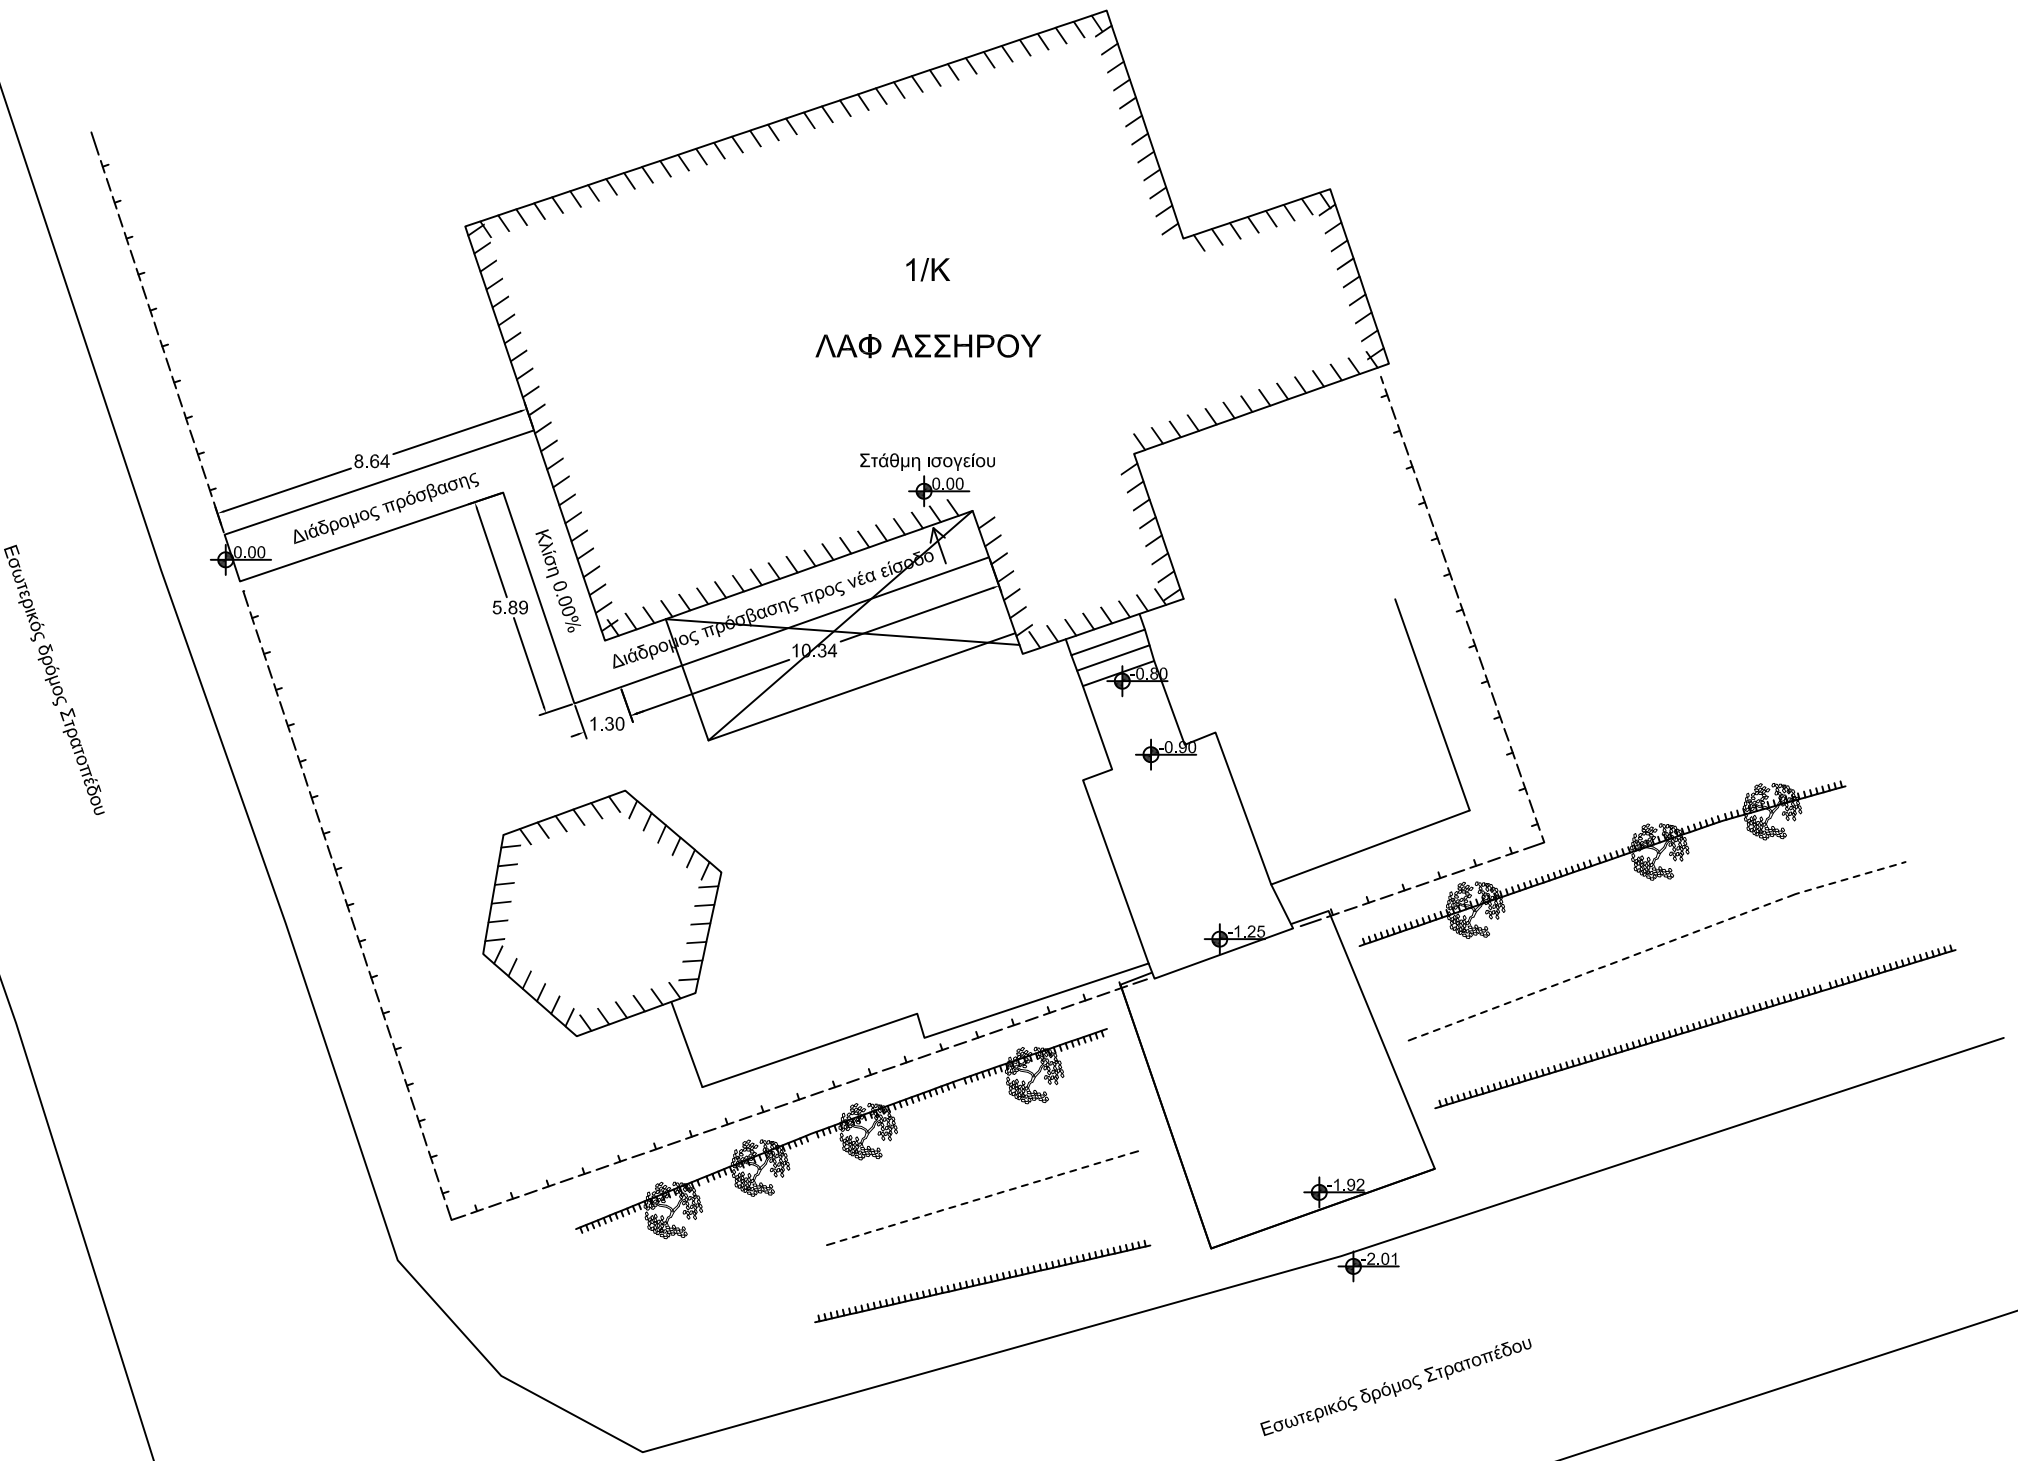 1/Κ
ΛΑΦ ΑΣΣΗΡΟΥ
Στάθμη ισογείου
0.00
8.64
Διάδρομος πρόσβασης
0.00
Κλίση 0.00%
5.89
Διάδρομος πρόσβασης προς νέα είσοδο
10.34
1.30
-0.80
-0.90
-1.25
-1.92
-2.01
Εσωτερικός δρόμος Στρατοπέδου
Εσωτερικός δρόμος Στρατοπέδου